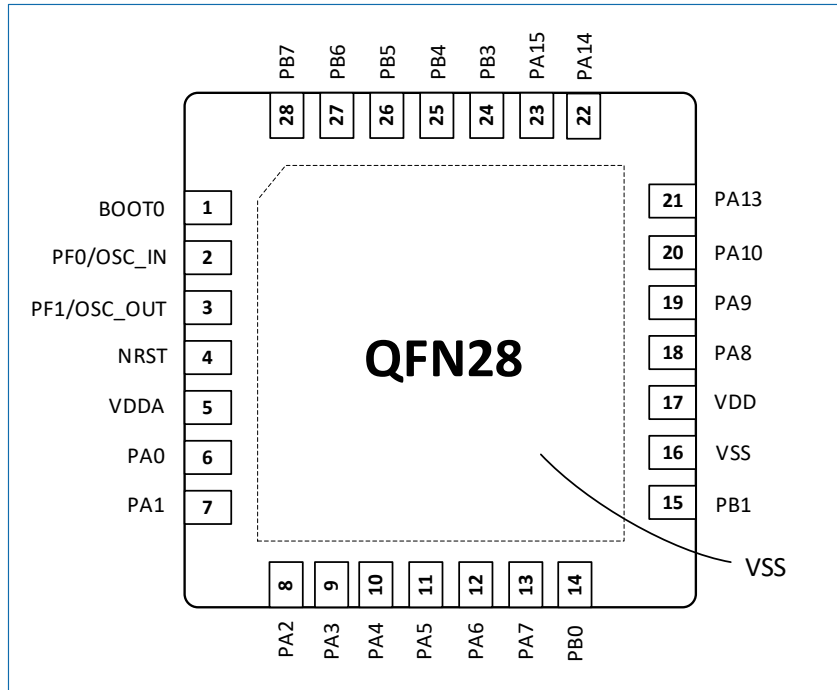 PB7 PB6 PB5 PB4 PB3 PA15 PA14
28 27 26 25 24 23 22
BOOT0 1
PF0/OSC_IN 2
PF1/OSC_OUT 3
NRST 4
VDDA 5
PA0 6
PA1 7
QFN28
21 PA13
20 PA10
19 PA9
18 PA8
17 VDD
16 VSS
15 PB1
VSS
8 9 10 11 12 13 14
PA2 PA3 PA4 PA5 PA6 PA7 PB0